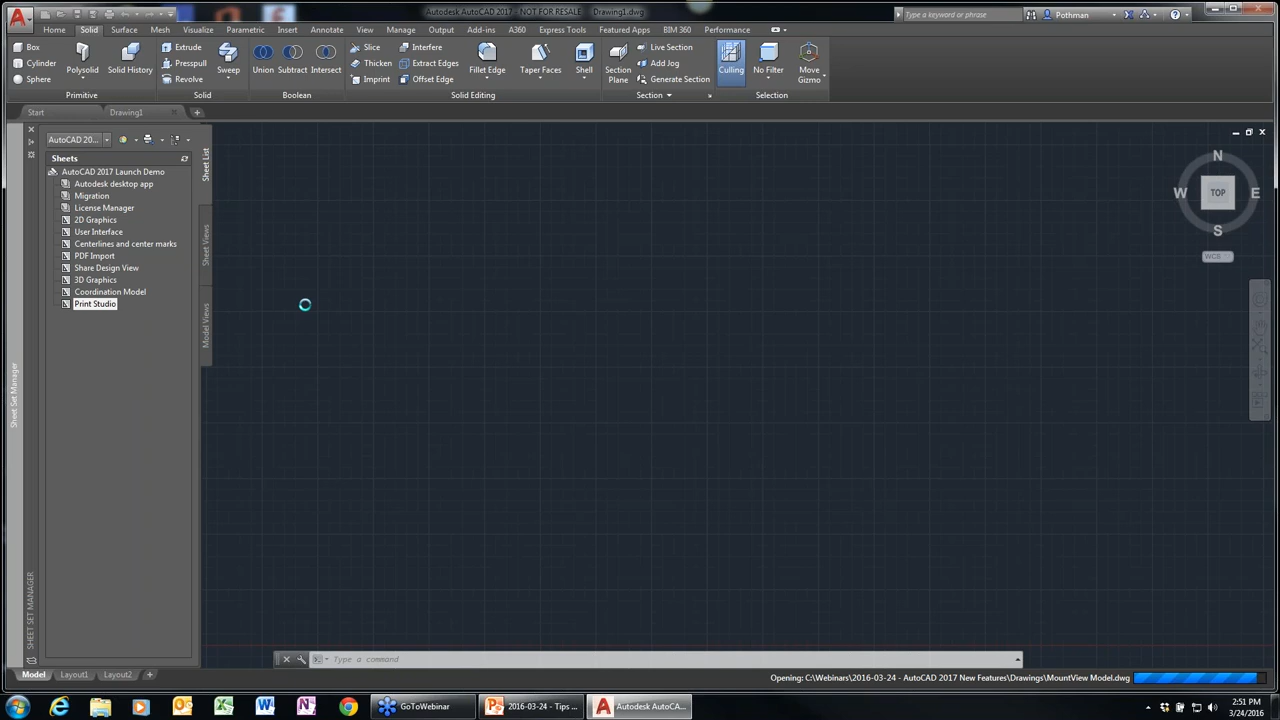 Autodesk AutoCAD 2017 - NOT FOR RESALE Drawing1.dwg
Type a keyword or phrase
Pothman
Home Solid Surface Mesh Visualize Parametric Insert Annotate View Manage Output Add-ins A360 Express Tools Featured Apps BIM 360 Performance
Box
Cylinder
Sphere
Polysolid
Solid History
Primitive
Extrude
Presspull
Revolve
Sweep
Solid
Union
Subtract
Intersect
Boolean
Slice
Thicken
Imprint
Interfere
Extract Edges
Offset Edge
Fillet Edge
Taper Faces
Shell
Solid Editing
Section
Plane
Live Section
Add Jog
Generate Section
Section
Culling
No Filter
Move
Gizmo
Selection
Start
Drawing1
AutoCAD 20...
Sheets
AutoCAD 2017 Launch Demo
Autodesk desktop app
Migration
License Manager
2D Graphics
User Interface
Centerlines and center marks
PDF Import
Share Design View
3D Graphics
Coordination Model
Print Studio
Sheet List
Sheet Views
Model Views
Sheet Set Manager
SHEET SET MANAGER
N
W
TOP
E
S
WCS
Type a command
Model
Layout1
Layout2
Opening: C:\Webinars\2016-03-24 - AutoCAD 2017 New Features\Drawings\MountView Model.dwg
GoToWebinar
2016-03-24 - Tips ...
Autodesk AutoCA...
2:51 PM
3/24/2016